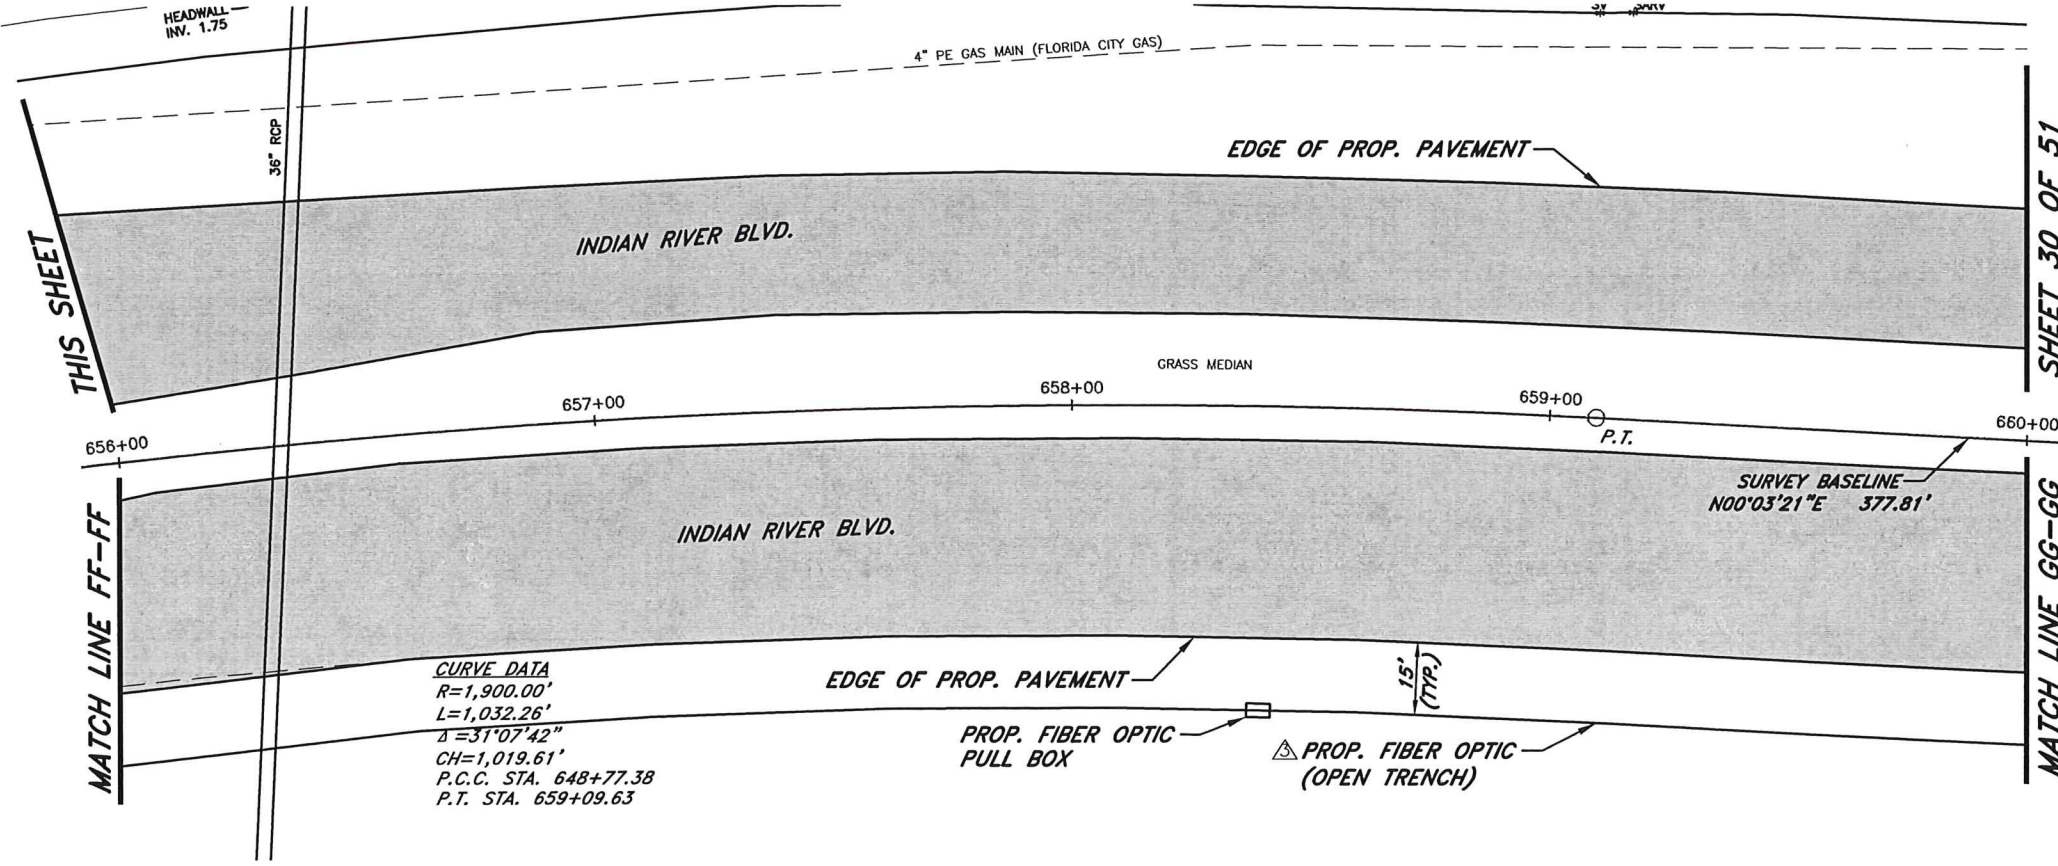 HEADWALL
INV. 1.75
4" PE GAS MAIN (FLORIDA CITY GAS)
36" RCP
EDGE OF PROP. PAVEMENT
INDIAN RIVER BLVD.
THIS SHEET
SHEET 30 OF 51
GRASS MEDIAN
656+00
657+00
658+00
659+00
660+00
P.T.
SURVEY BASELINE
N00°03'21"E 377.81'
INDIAN RIVER BLVD.
MATCH LINE FF-FF
MATCH LINE GG-GG
CURVE DATA
R=1,900.00'
L=1,032.26'
Δ=31°07'42"
CH=1,019.61'
P.C.C. STA. 648+77.38
P.T. STA. 659+09.63
EDGE OF PROP. PAVEMENT
15'
(TYP.)
PROP. FIBER OPTIC
PULL BOX
3 PROP. FIBER OPTIC
(OPEN TRENCH)